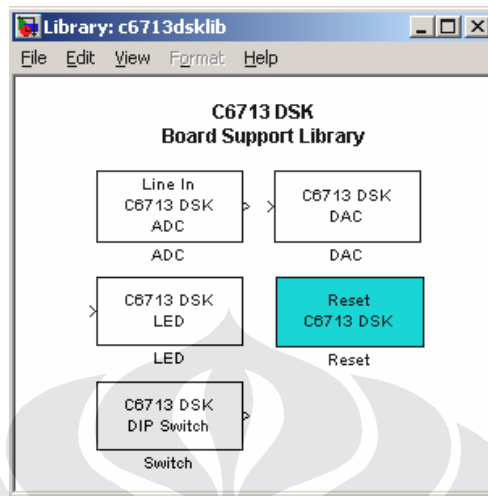 Library: c6713dsklib
File Edit View Format Help
C6713 DSK
Board Support Library
Line In
C6713 DSK
ADC
ADC
C6713 DSK
DAC
DAC
C6713 DSK
LED
LED
Reset
C6713 DSK
Reset
C6713 DSK
DIP Switch
Switch